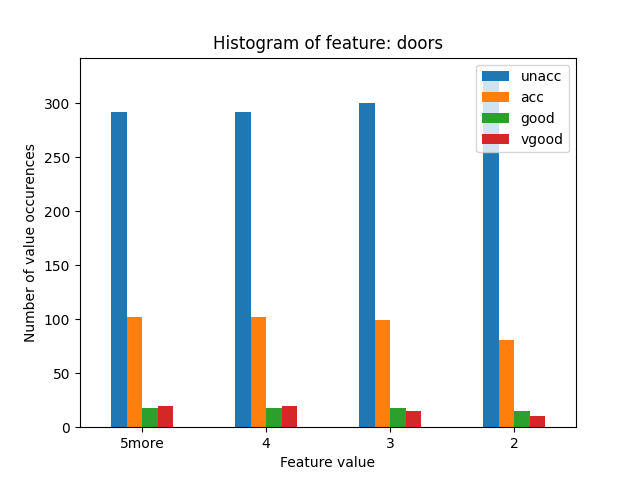 Histogram of feature: doors
unacc
acc
good
vgood
300
250
200
150
100
50
0
Number of value occurences
5more 4 3 2
Feature value